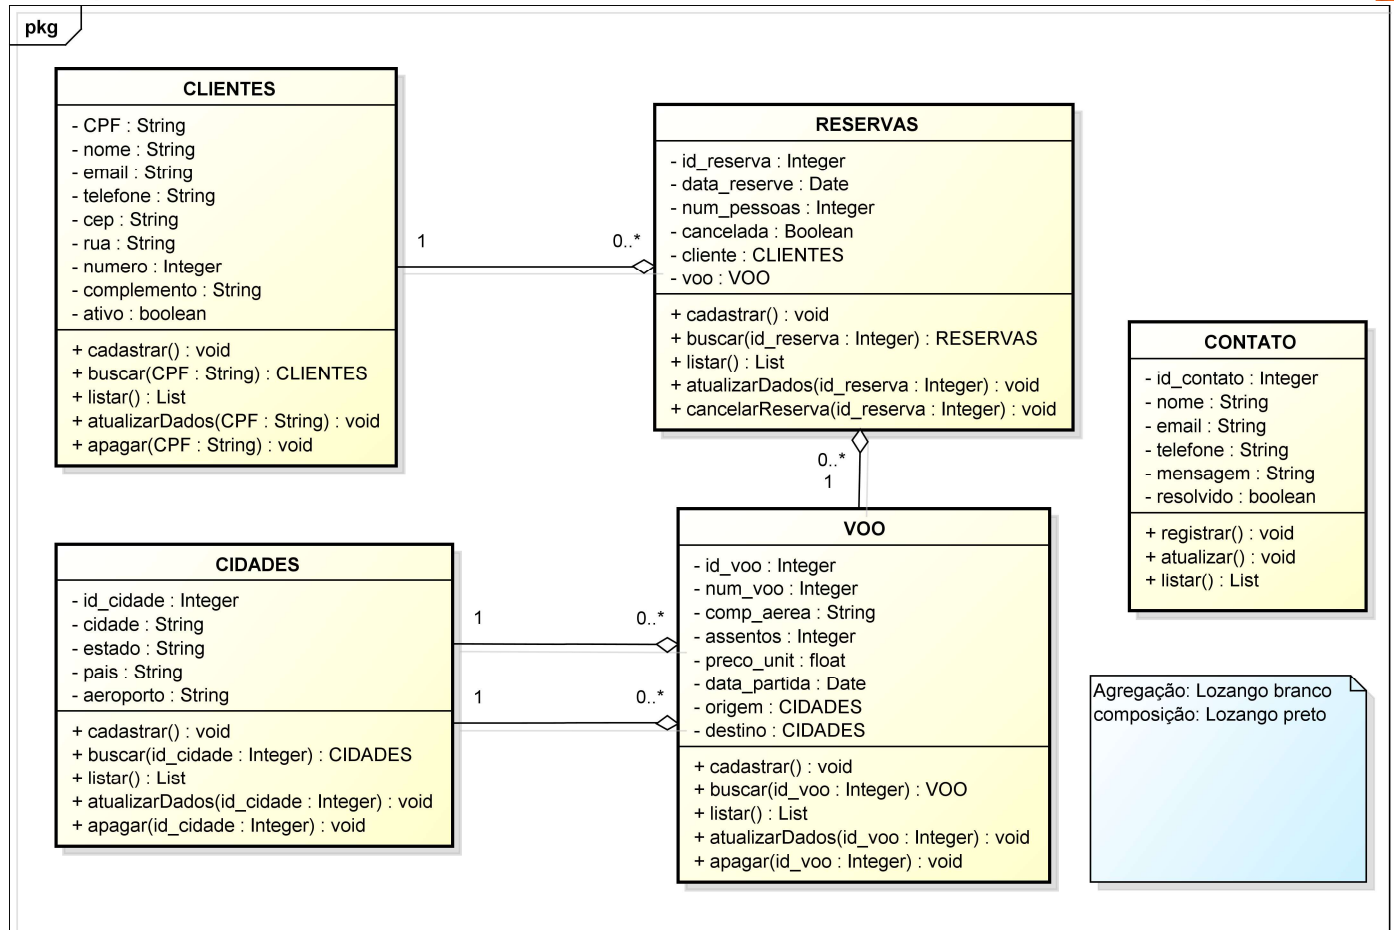 pkg
CLIENTES
- CPF : String
- nome : String
- email : String
- telefone : String
- cep : String
- rua : String
- numero : Integer
- complemento : String
- ativo : boolean
+ cadastrar() : void
+ buscar(CPF : String) : CLIENTES
+ listar() : List
+ atualizarDados(CPF : String) : void
+ apagar(CPF : String) : void
1
0..*
RESERVAS
- id_reserva : Integer
- data_reserve : Date
- num_pessoas : Integer
- cancelada : Boolean
- cliente : CLIENTES
- voo : VOO
+ cadastrar() : void
+ buscar(id_reserva : Integer) : RESERVAS
+ listar() : List
+ atualizarDados(id_reserva : Integer) : void
+ cancelarReserva(id_reserva : Integer) : void
0..*
1
CONTATO
- id_contato : Integer
- nome : String
- email : String
- telefone : String
- mensagem : String
- resolvido : boolean
+ registrar() : void
+ atualizar() : void
+ listar() : List
CIDADES
- id_cidade : Integer
- cidade : String
- estado : String
- pais : String
- aeroporto : String
+ cadastrar() : void
+ buscar(id_cidade : Integer) : CIDADES
+ listar() : List
+ atualizarDados(id_cidade : Integer) : void
+ apagar(id_cidade : Integer) : void
1
0..*
1
0..*
VOO
- id_voo : Integer
- num_voo : Integer
- comp_aerea : String
- assentos : Integer
- preco_unit : float
- data_partida : Date
- origem : CIDADES
- destino : CIDADES
+ cadastrar() : void
+ buscar(id_voo : Integer) : VOO
+ listar() : List
+ atualizarDados(id_voo : Integer) : void
+ apagar(id_voo : Integer) : void
Agregação: Lozango branco
composição: Lozango preto